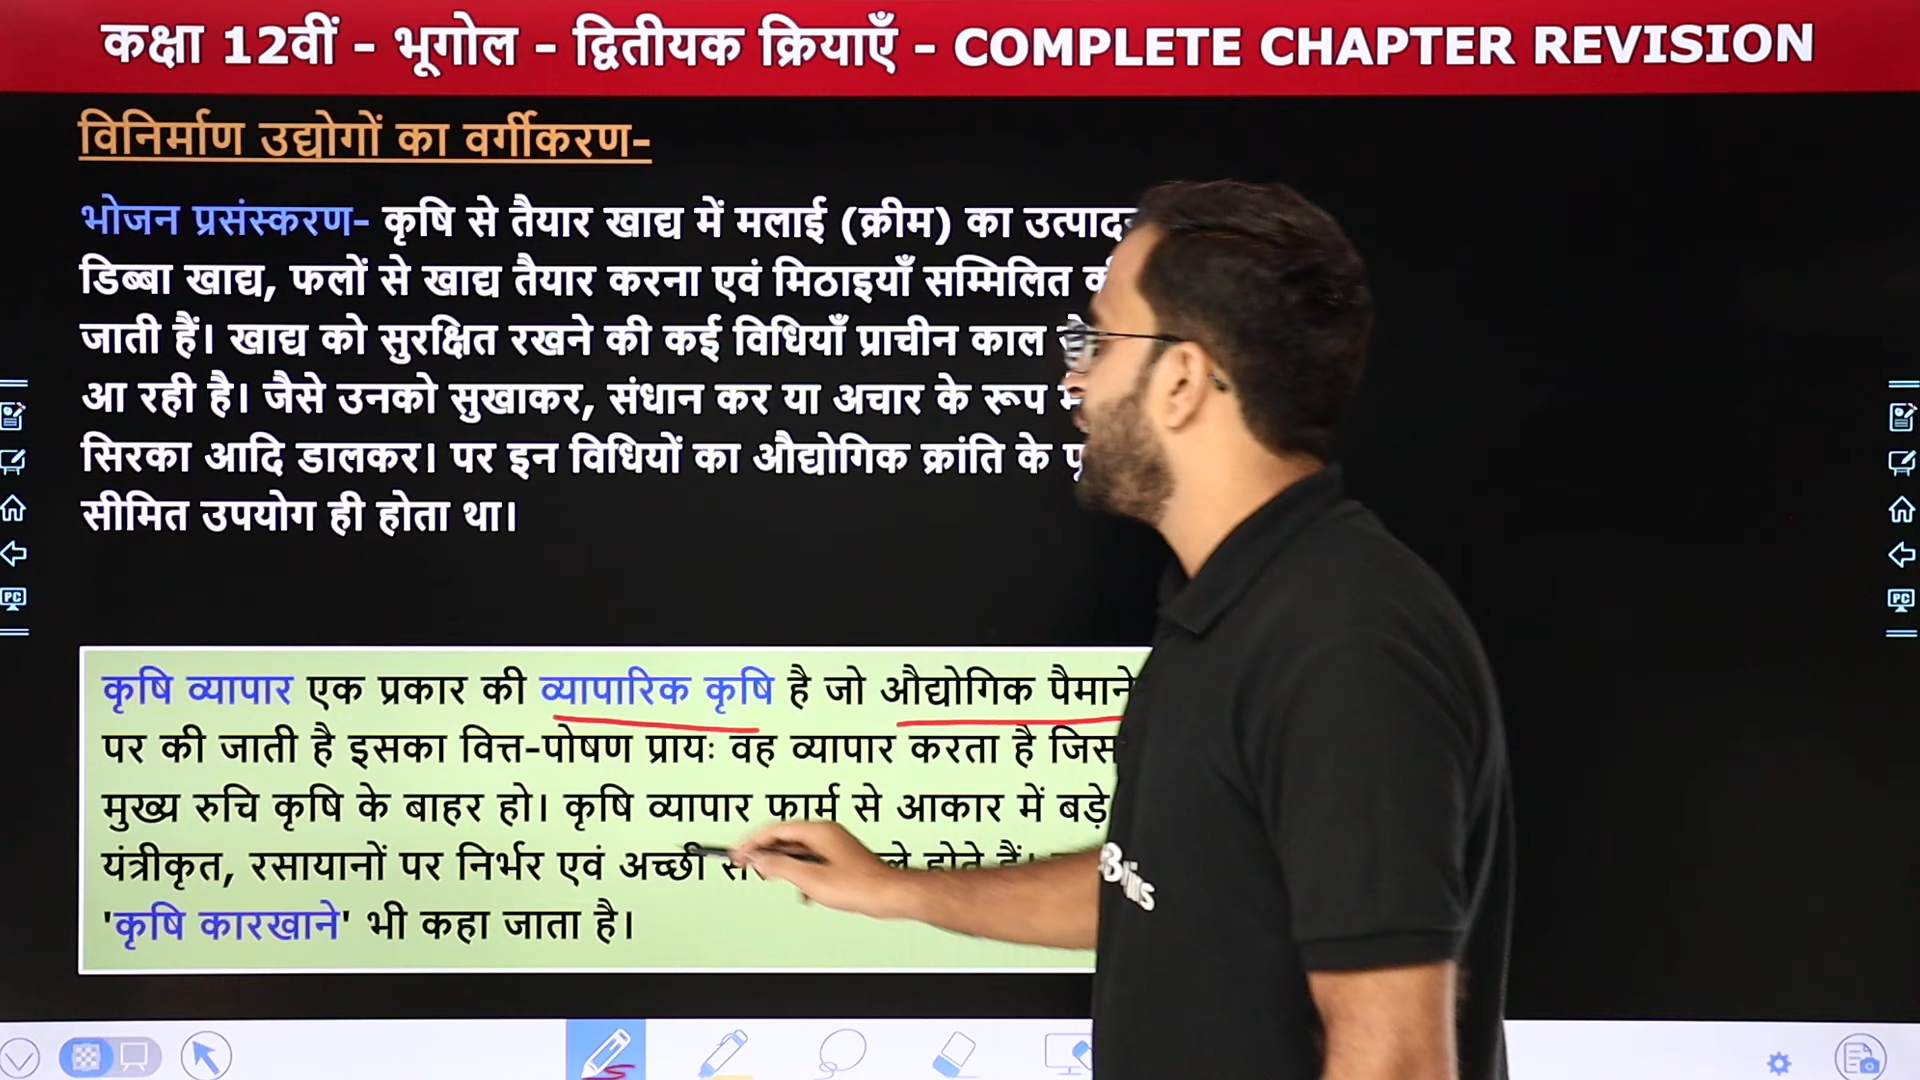 कक्षा 12वीं - भूगोल - द्वितीयक क्रियाएँ - COMPLETE CHAPTER REVISION
विनिर्माण उद्योगों का वर्गीकरण-
भोजन प्रसंस्करण- कृषि से तैयार खाद्य में मलाई (क्रीम) का
डिब्बा खाद्य, फलों से खाद्य तैयार करना एवं मिठाइयाँ सम्मिलित
जाती हैं। खाद्य को सुरक्षित रखने की कई विधियाँ प्राचीन काल
आ रही है। जैसे उनको सुखाकर, संधान कर या अचार के रूप
सिरका आदि डालकर। पर इन विधियों का औद्योगिक क्रांति के
सीमित उपयोग ही होता था।
कृषि व्यापार एक प्रकार की व्यापारिक कृषि है जो औद्योगिक पैमाने
पर की जाती है इसका वित्त-पोषण प्रायः वह व्यापार करता है
मुख्य रुचि कृषि के बाहर हो। कृषि व्यापार फार्म से आकार में बड़े
यंत्रीकृत, रसायानों पर निर्भर एवं अच्छी होते हैं।
'कृषि कारखाने' भी कहा जाता है।
PC
PC